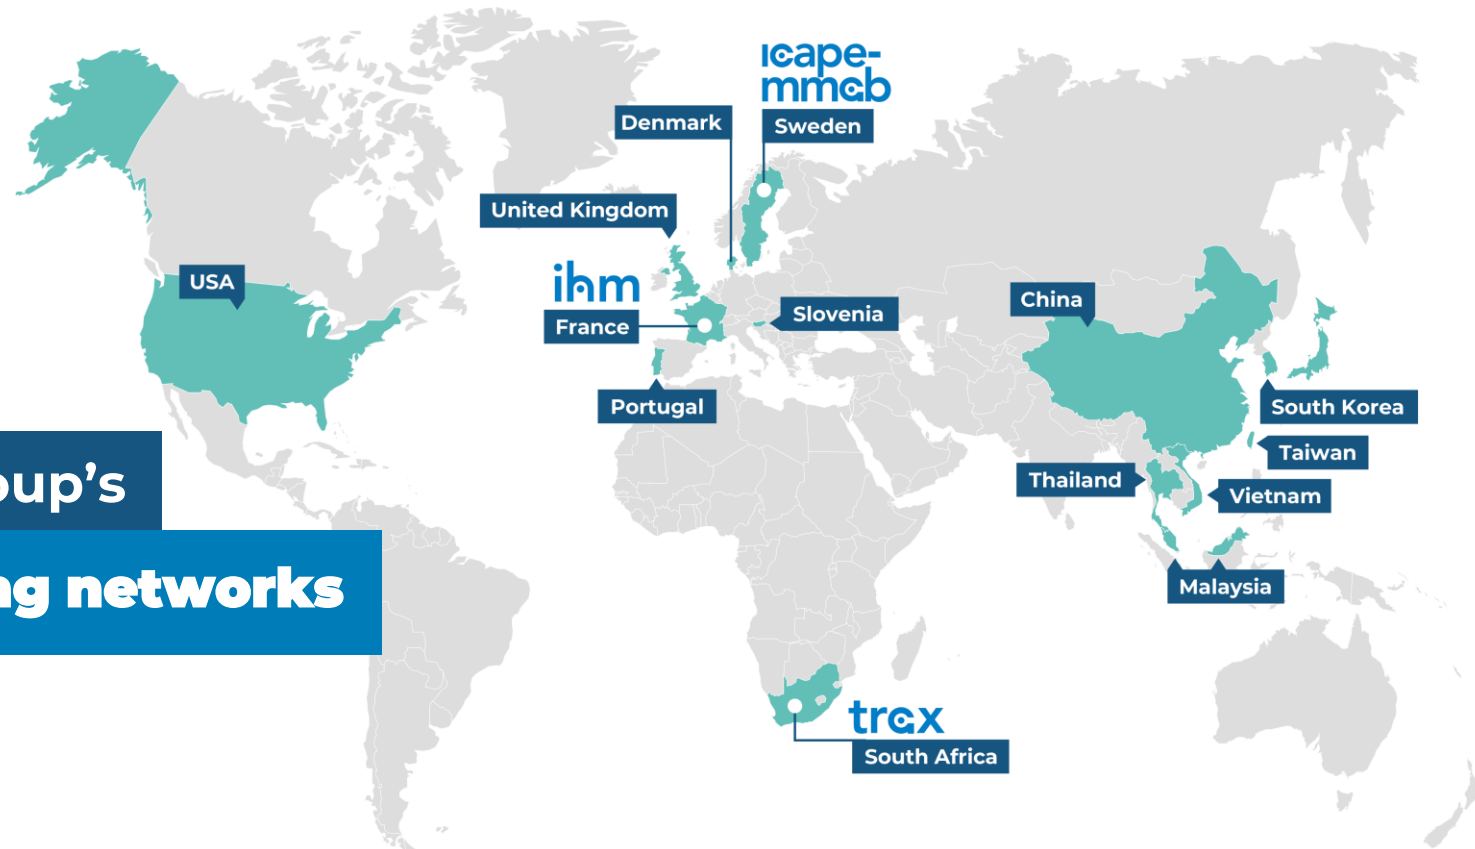 icape-
mmab
Denmark
Sweden
United Kingdom
ihm
USA
France
Slovenia
China
Portugal
South Korea
Taiwan
Thailand
Vietnam
oup's
ng networks
Malaysia
trax
South Africa